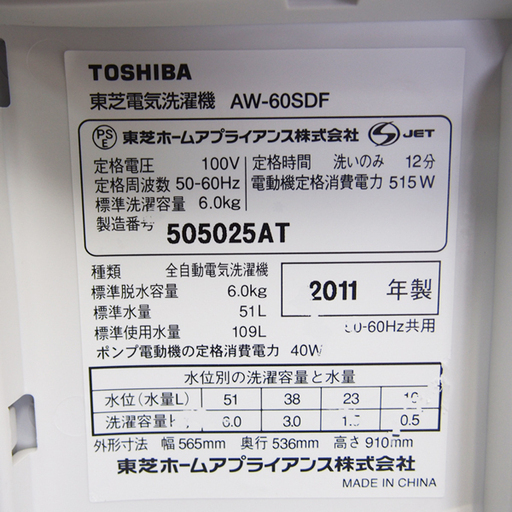 TOSHIBA
東芝電気洗濯機 AW-60SDF
PSE 東芝ホームアプライアンス株式会社 S JET
定格電圧 100V 定格時間 洗いのみ 12分
定格周波数 50-60Hz 電動機定格消費電力 515W
標準洗濯容量 6.0kg
製造番号 505025AT
種類 全自動電気洗濯機
標準脱水容量 6.0kg
2011 年製
標準水量 51L
標準使用水量 109L
0-60Hz共用
ポンプ電動機の定格消費電力 40W
水位別の洗濯容量と水量
水位(水量L) 51 38 23
洗濯容量 6.0 3.0 0.5
外形寸法 幅565mm 奥行536mm 高さ910mm
東芝ホームアプライアンス株式会社
MADE IN CHINA